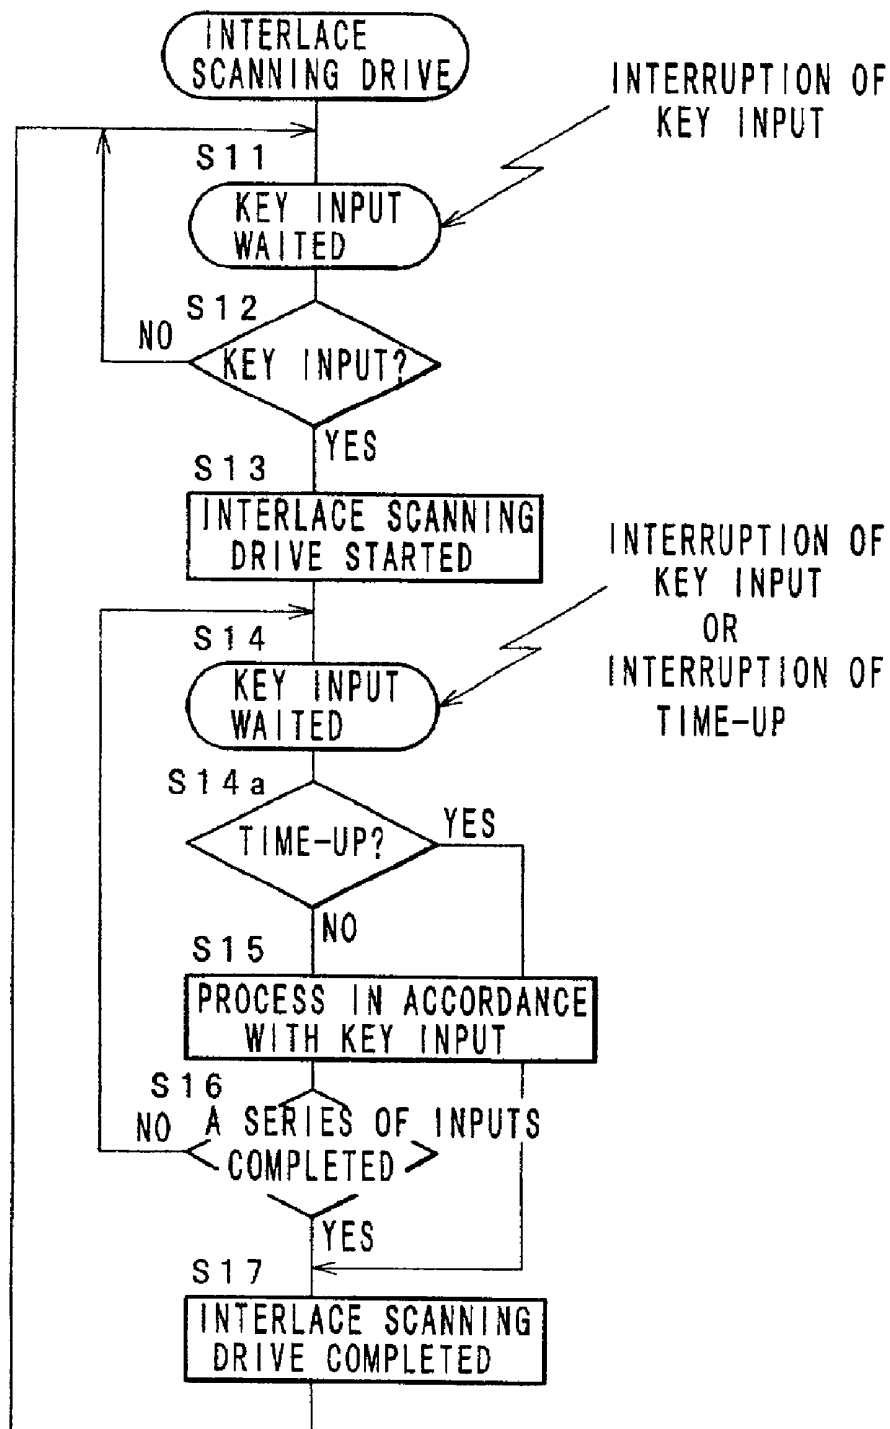 INTERLACE
SCANNING DRIVE
INTERRUPTION OF
KEY INPUT
S11
KEY INPUT
WAITED
S12
NO
KEY INPUT?
YES
S13
INTERLACE SCANNING
DRIVE STARTED
INTERRUPTION OF
KEY INPUT
OR
INTERRUPTION OF
TIME-UP
S14
KEY INPUT
WAITED
S14a
TIME-UP?
YES
NO
S15
PROCESS IN ACCORDANCE
WITH KEY INPUT
S16
NO
A SERIES OF INPUTS
COMPLETED
YES
S17
INTERLACE SCANNING
DRIVE COMPLETED